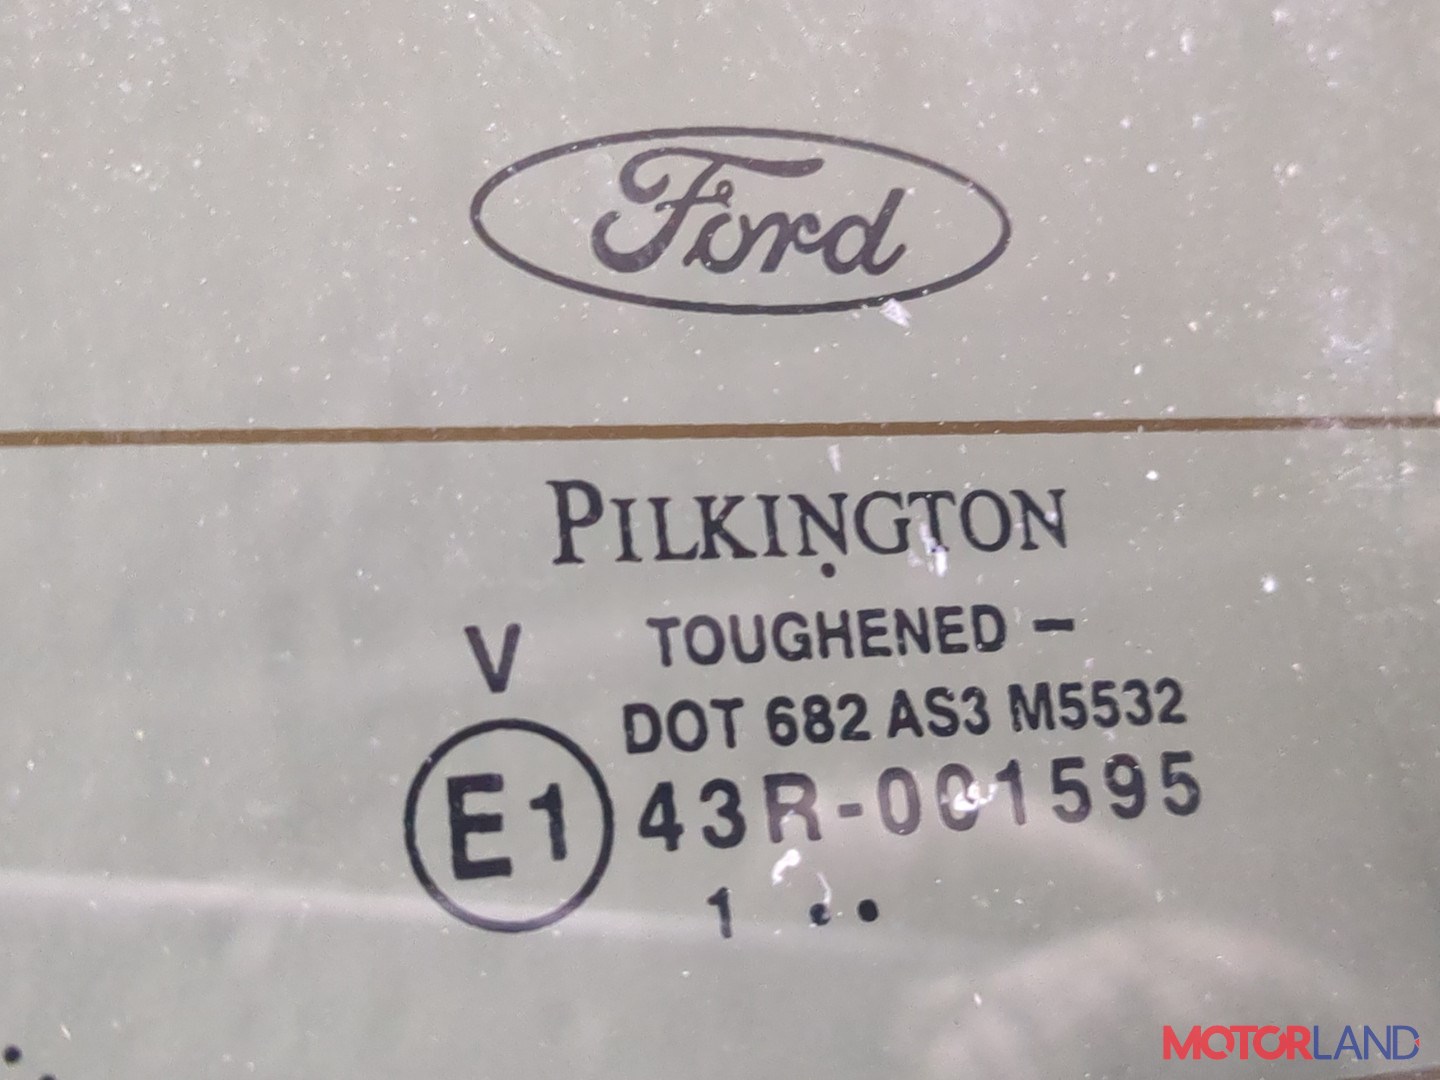 Ford
PILKINGTON
V TOUGHENED -
DOT 682 AS3 M5532
E1 43R-001595
1 ..
MOTORLAND